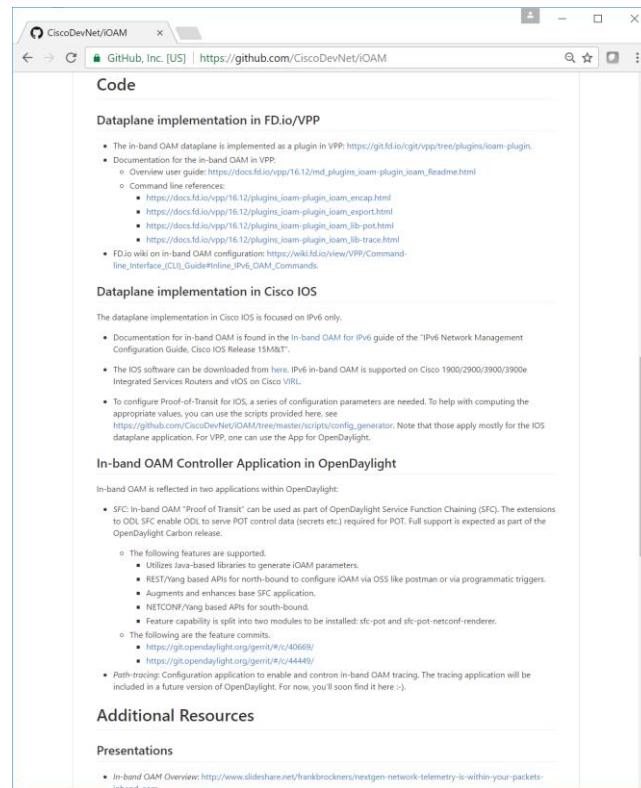 CiscoDevNet/iOAM
GitHub, Inc. [US] | https://github.com/CiscoDevNet/iOAM
Code
Dataplane implementation in FD.io/VPP
The in-band OAM dataplane is implemented as a plugin in VPP: https://git.fd.io/cgit/vpp/tree/plugins/ioam-plugin.
Documentation for the in-band OAM in VPP:
Overview user guide: https://docs.fd.io/vpp/16.12/md_plugins_ioam-plugin_ioam_Readme.html
Command line references:
https://docs.fd.io/vpp/16.12/plugins_ioam-plugin_ioam_encap.html
https://docs.fd.io/vpp/16.12/plugins_ioam-plugin_ioam_export.html
https://docs.fd.io/vpp/16.12/plugins_ioam-plugin_ioam_lib-pot.html
https://docs.fd.io/vpp/16.12/plugins_ioam-plugin_ioam_lib-trace.html
FD.io wiki on in-band OAM configuration: https://wiki.fd.io/view/VPP/Command-
line_Interface_(CLI)_Guide#Inline_IPv6_OAM_Commands.
Dataplane implementation in Cisco IOS
The dataplane implementation in Cisco IOS is focused on IPv6 only.
Documentation for in-band OAM is found in the In-band OAM for IPv6 guide of the "IPv6 Network Management
Configuration Guide, Cisco IOS Release 15M&T".
The IOS software can be downloaded from here. IPv6 in-band OAM is supported on Cisco 1900/2900/3900/3900e
Integrated Services Routers and vIOS on Cisco VIRL.
To configure Proof-of-Transit for IOS, a series of configuration parameters are needed. To help with computing the
appropriate values, you can use the scripts provided here, see
https://github.com/CiscoDevNet/iOAM/tree/master/scripts/config_generator. Note that those apply mostly for the IOS
dataplane application. For VPP, one can use the App for OpenDaylight.
In-band OAM Controller Application in OpenDaylight
In-band OAM is reflected in two applications within OpenDaylight:
SFC: In-band OAM "Proof of Transit" can be used as part of OpenDaylight Service Function Chaining (SFC). The extensions
to ODL SFC enable ODL to serve POT control data (secrets etc.) required for POT. Full support is expected as part of the
OpenDaylight Carbon release.
The following features are supported.
Utilizes Java-based libraries to generate iOAM parameters.
REST/Yang based APIs for north-bound to configure iOAM via OSS like postman or via programmatic triggers.
Augments and enhances base SFC application.
NETCONF/Yang based APIs for south-bound.
Feature capability is split into two modules to be installed: sfc-pot and sfc-pot-netconf-renderer.
The following are the feature commits.
https://git.opendaylight.org/gerrit/#/c/40669/
https://git.opendaylight.org/gerrit/#/c/44449/
Path-tracing: Configuration application to enable and contron in-band OAM tracing. The tracing application will be
included in a future version of OpenDaylight. For now, you'll soon find it here :-).
Additional Resources
Presentations
In-band OAM Overview: http://www.slideshare.net/frankbrockners/nextgen-network-telemetry-is-within-your-packets-